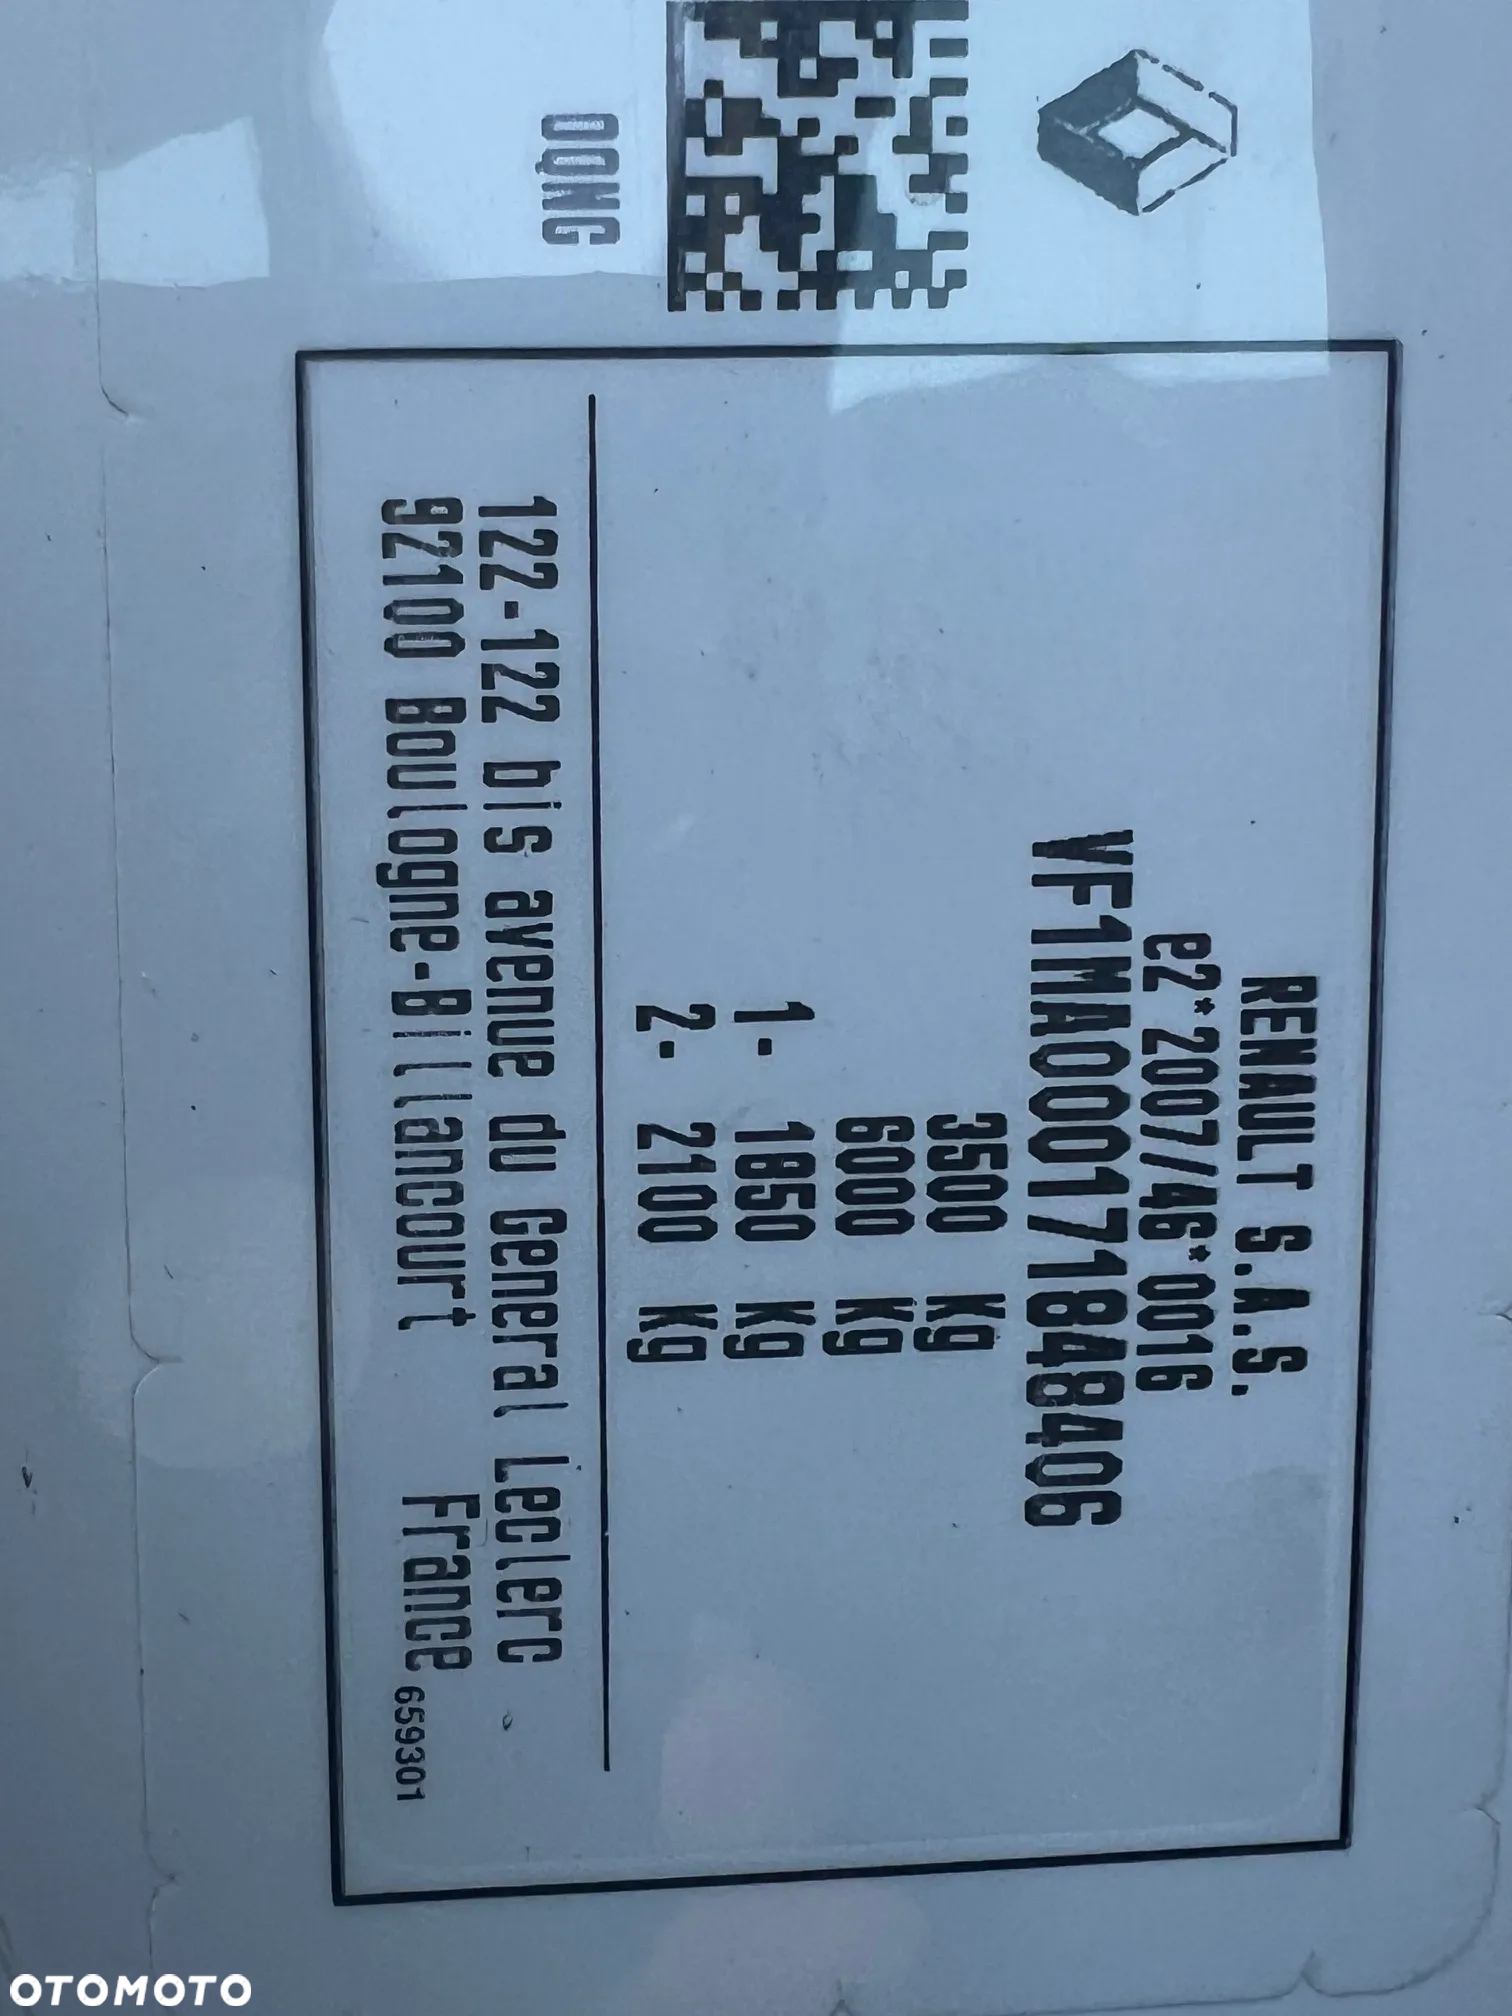 DQNC
RENAULT S.A.S.
e2*2007/46*0016
VF1MA000171848406
3500 Kg
6000 Kg
1- 1850 Kg
2- 2100 Kg
122-122 bis avenue du General Leclerc
92100 Boulogne-Billancourt France 659301
OTOMOTO